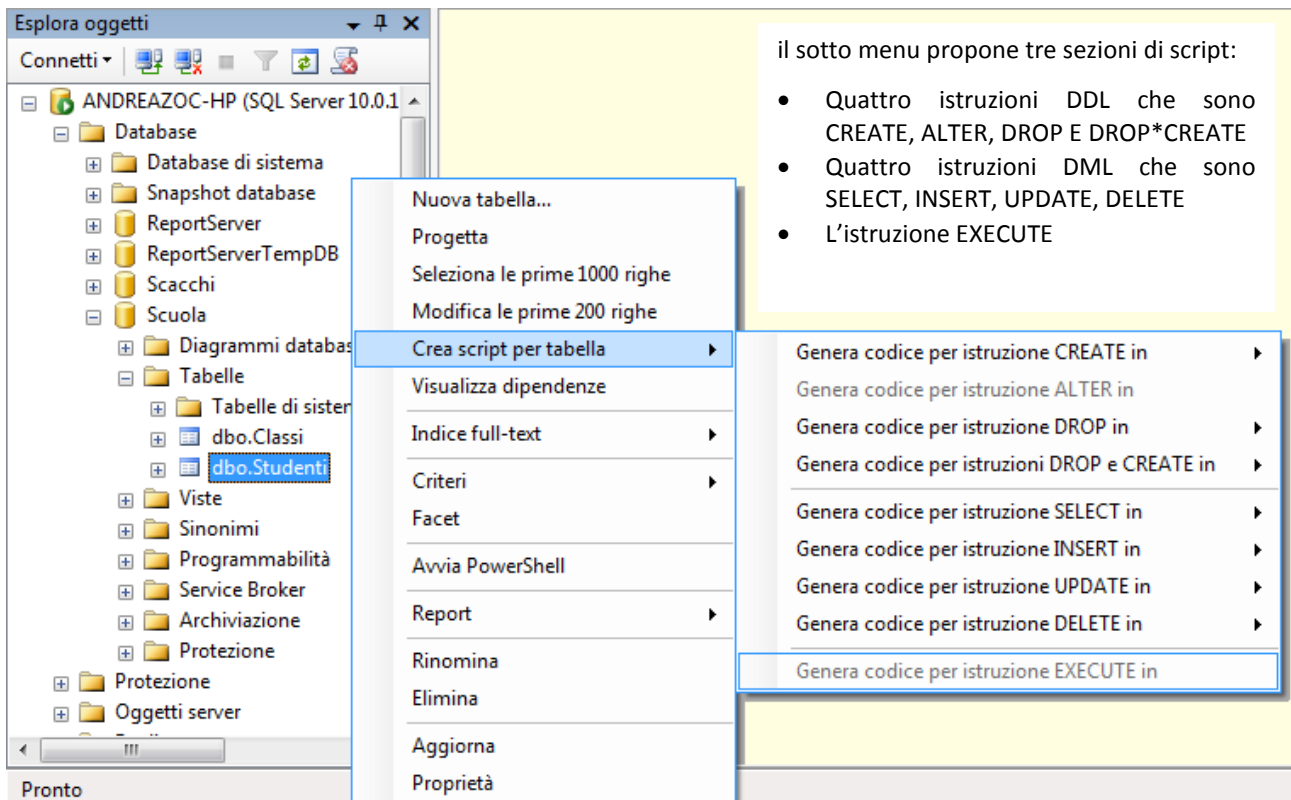 Esplora oggetti
Connetti
ANDREAZOC-HP (SQL Server 10.0.1
Database
Database di sistema
Snapshot database
ReportServer
ReportServerTempDB
Scacchi
Scuola
Diagrammi databas
Tabelle
Tabelle di sister
dbo.Classi
dbo.Studenti
Viste
Sinonimi
Programmabilità
Service Broker
Archiviazione
Protezione
Protezione
Oggetti server
Pronto
Nuova tabella...
Progetta
Seleziona le prime 1000 righe
Modifica le prime 200 righe
Crea script per tabella
Visualizza dipendenze
Indice full-text
Criteri
Facet
Avvia PowerShell
Report
Rinomina
Elimina
Aggiorna
Proprietà
il sotto menu propone tre sezioni di script:
• Quattro istruzioni DDL che sono
CREATE, ALTER, DROP E DROP*CREATE
• Quattro istruzioni DML che sono
SELECT, INSERT, UPDATE, DELETE
• L’istruzione EXECUTE
Genera codice per istruzione CREATE in
Genera codice per istruzione ALTER in
Genera codice per istruzione DROP in
Genera codice per istruzioni DROP e CREATE in
Genera codice per istruzione SELECT in
Genera codice per istruzione INSERT in
Genera codice per istruzione UPDATE in
Genera codice per istruzione DELETE in
Genera codice per istruzione EXECUTE in